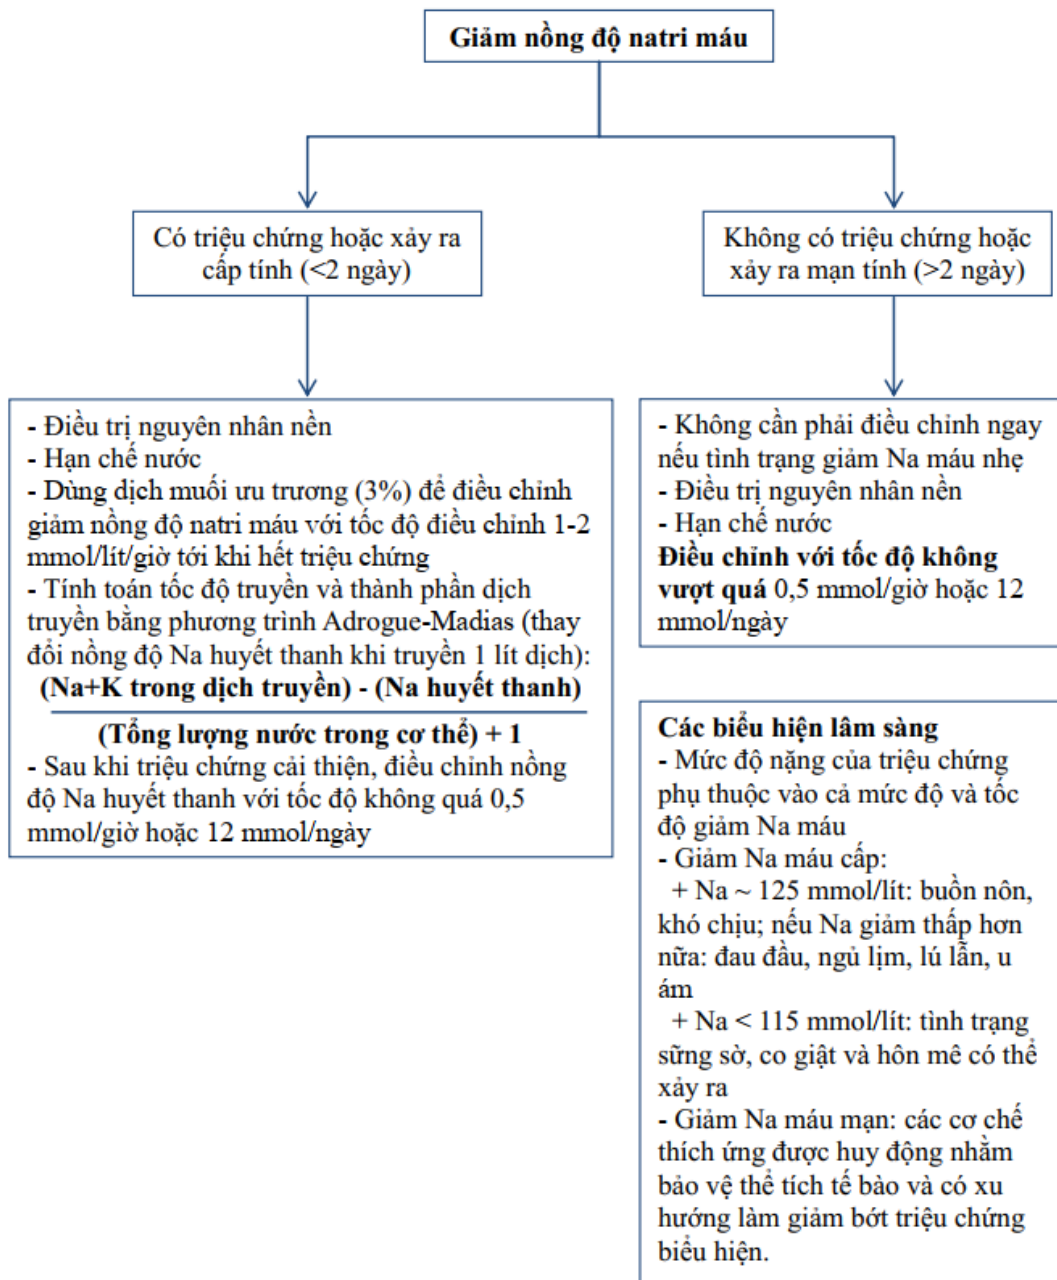 Giảm nồng độ natri máu
Có triệu chứng hoặc xảy ra
cấp tính (<2 ngày)
Không có triệu chứng hoặc
xảy ra mạn tính (>2 ngày)
- Điều trị nguyên nhân nền
- Hạn chế nước
- Dùng dịch muối ưu trương (3%) để điều chỉnh
giảm nồng độ natri máu với tốc độ điều chỉnh 1-2
mmol/lít/giờ tới khi hết triệu chứng
- Tính toán tốc độ truyền và thành phần dịch
truyền bằng phương trình Adrogue-Madias (thay
đổi nồng độ Na huyết thanh khi truyền 1 lít dịch):
(Na+K trong dịch truyền) - (Na huyết thanh)
(Tổng lượng nước trong cơ thể) + 1
- Sau khi triệu chứng cải thiện, điều chỉnh nồng
độ Na huyết thanh với tốc độ không quá 0,5
mmol/giờ hoặc 12 mmol/ngày
- Không cần phải điều chỉnh ngay
nếu tình trạng giảm Na máu nhẹ
- Điều trị nguyên nhân nền
- Hạn chế nước
Điều chỉnh với tốc độ không
vượt quá 0,5 mmol/giờ hoặc 12
mmol/ngày
Các biểu hiện lâm sàng
- Mức độ nặng của triệu chứng
phụ thuộc vào cả mức độ và tốc
độ giảm Na máu
- Giảm Na máu cấp:
+ Na ~ 125 mmol/lít: buồn nôn,
khó chịu; nếu Na giảm thấp hơn
nữa: đau đầu, ngủ lịm, lú lẫn, u
ám
+ Na < 115 mmol/lít: tình trạng
sững sờ, co giật và hôn mê có thể
xảy ra
- Giảm Na máu mạn: các cơ chế
thích ứng được huy động nhằm
bảo vệ thể tích tế bào và có xu
hướng làm giảm bớt triệu chứng
biểu hiện.